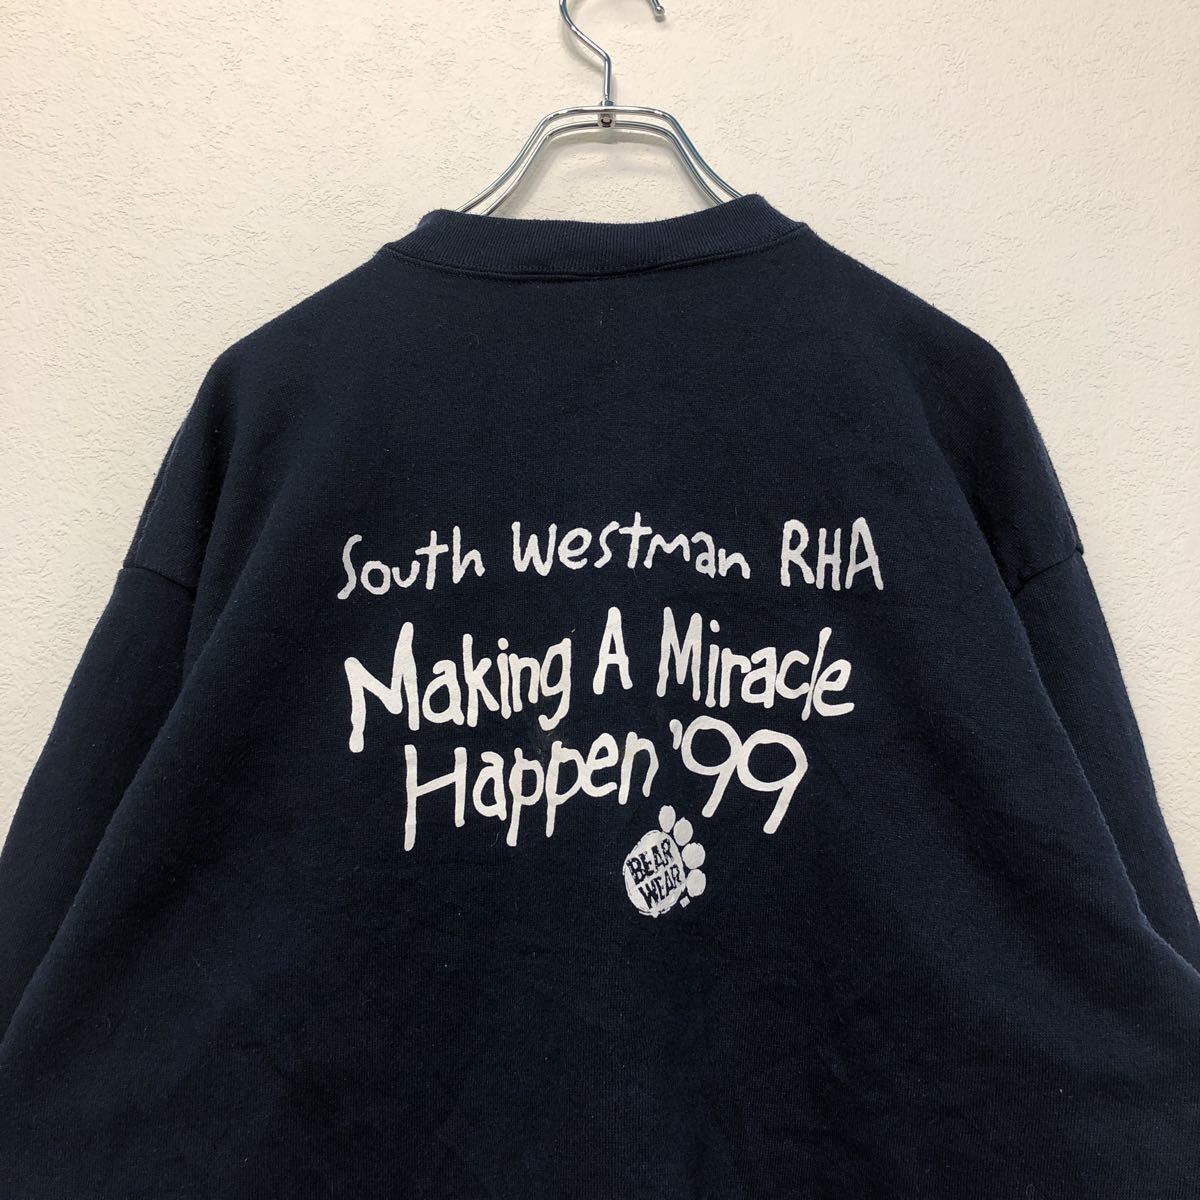 South Westman RHA
Making A Miracle
Happen '99
BEAR
WEAR